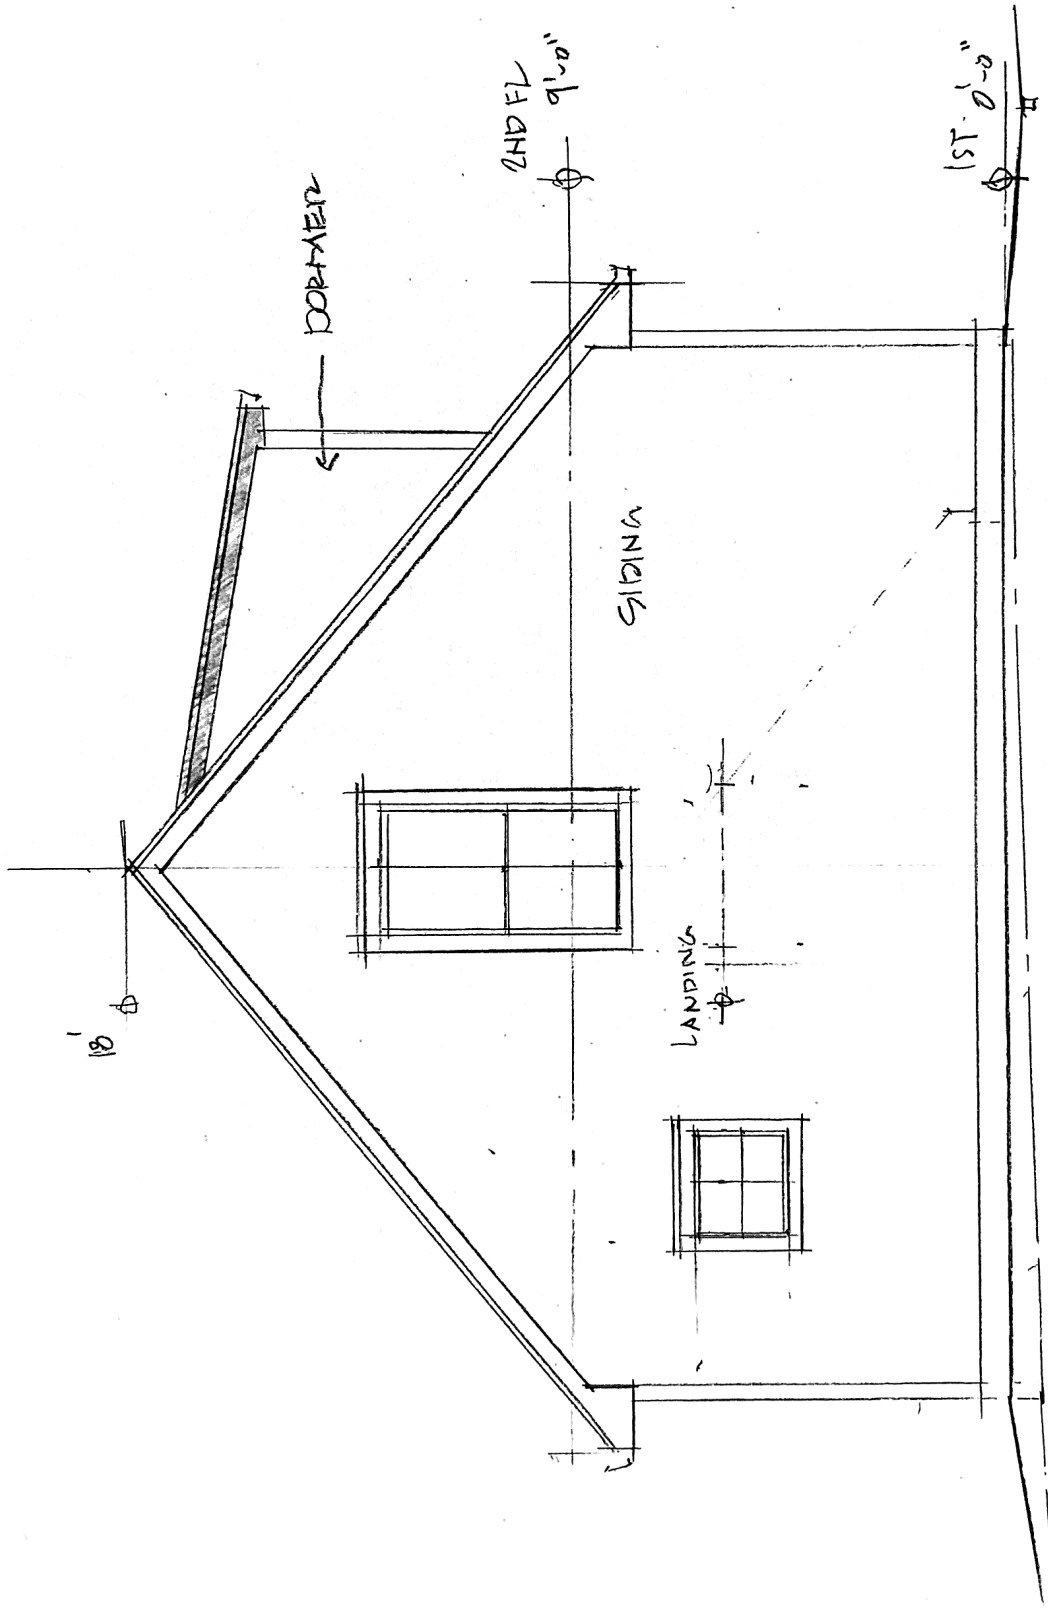 18'
DORMER
2ND FL
9'-0"
SIDING
LANDING
1ST. 0'-0"